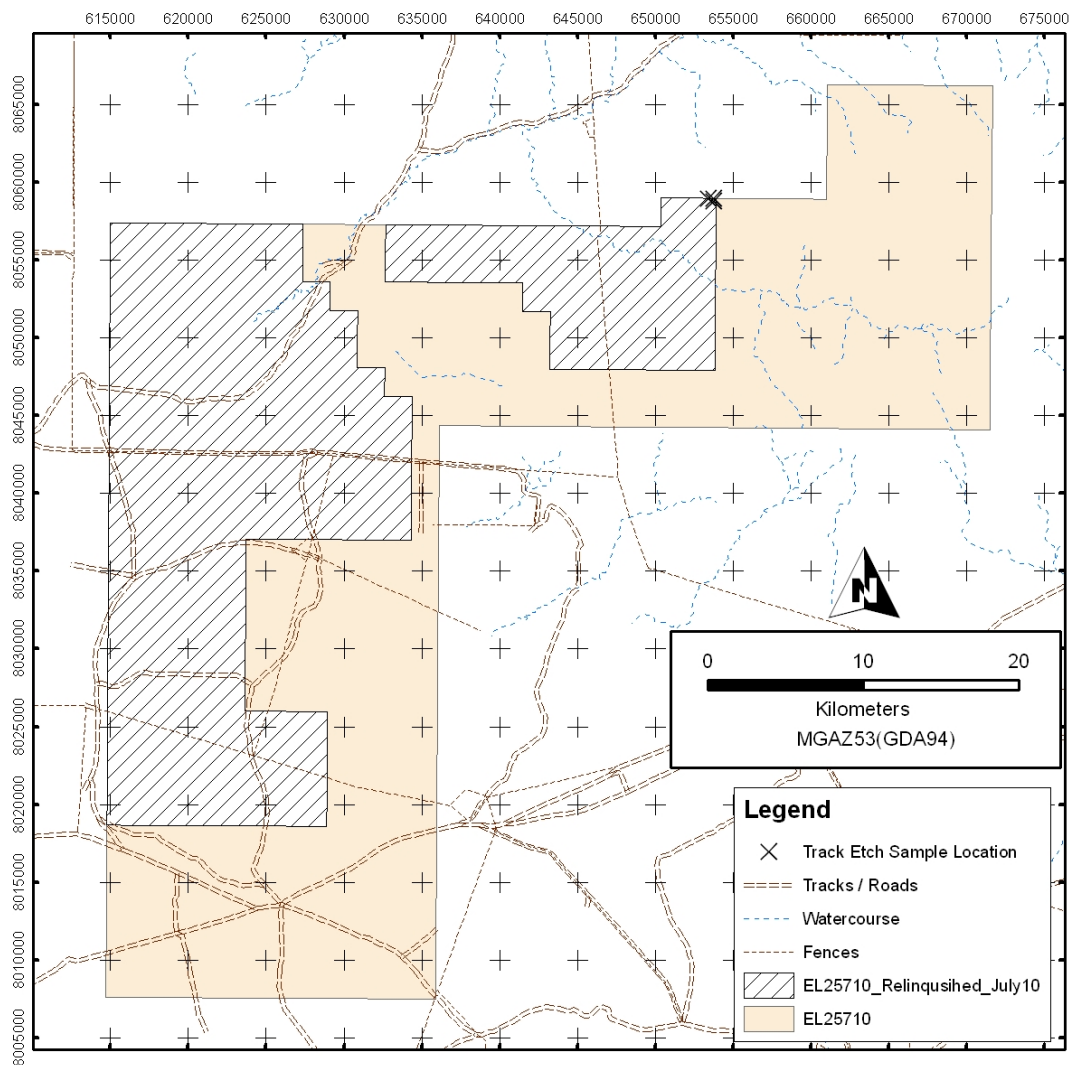 615000 620000 625000 630000 635000 640000 645000 650000 655000 660000 665000 670000 675000
8065000
8060000
8055000
8050000
8045000
8040000
8035000
8030000
8025000
8020000
8015000
8010000
8005000
N
0 10 20
Kilometers
MGAZ53(GDA94)
Legend
Track Etch Sample Location
Tracks / Roads
Watercourse
Fences
EL25710_Relinqusihed_July10
EL25710